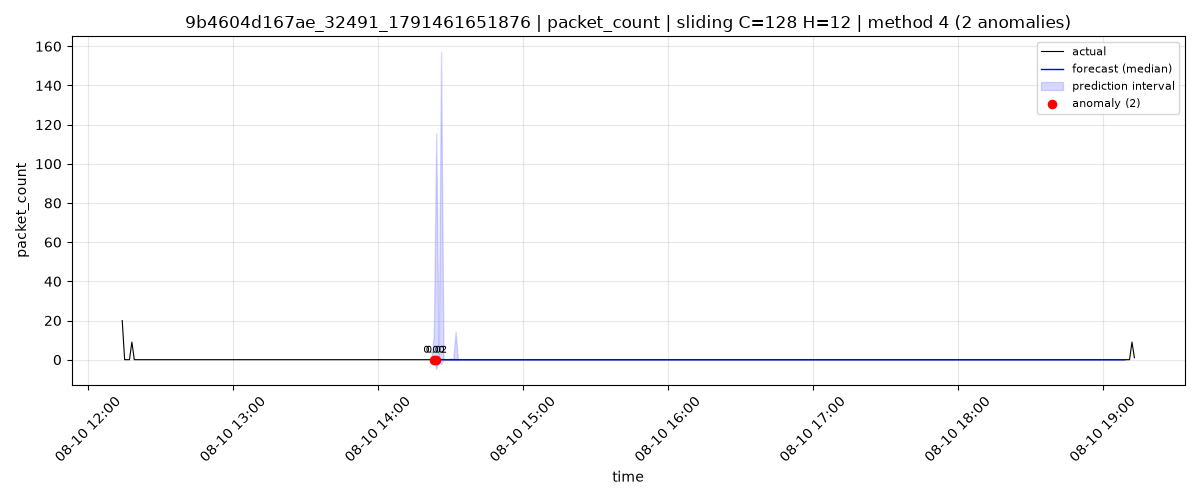 9b4604d167ae_32491_1791461651876 | packet_count | sliding C=128 H=12 | method 4 (2 anomalies)
packet_count
160
140
120
100
80
60
40
20
0
actual
forecast (median)
prediction interval
anomaly (2)
08-10 12:00
08-10 13:00
08-10 14:00
08-10 15:00
08-10 16:00
08-10 17:00
08-10 18:00
08-10 19:00
time